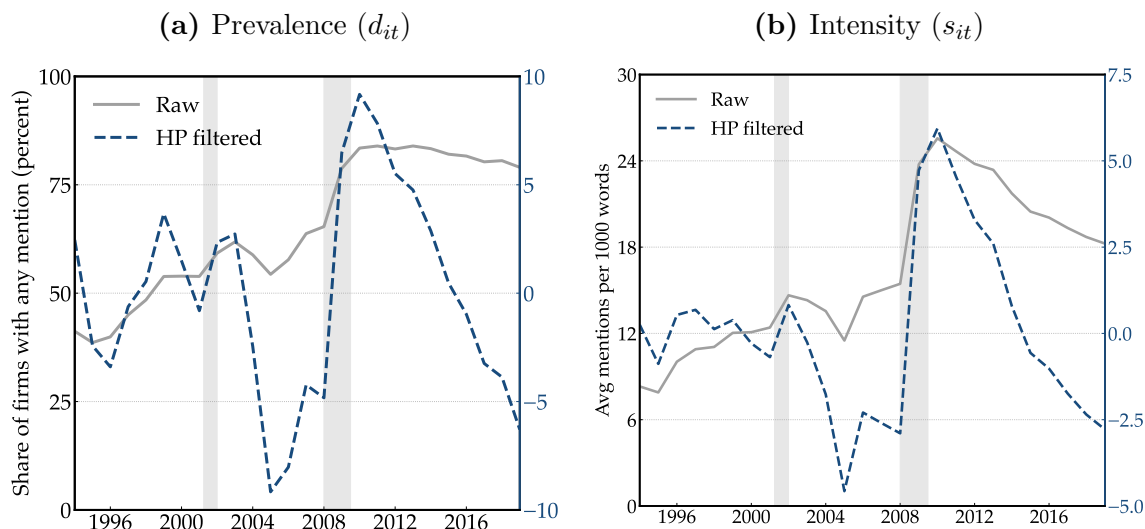 (a) Prevalence (d_it)
100
75
50
25
0
Share of firms with any mention (percent)
Raw
HP filtered
10
5
0
−5
−10
1996 2000 2004 2008 2012 2016
(b) Intensity (s_it)
30
24
18
12
6
0
Avg mentions per 1000 words
Raw
HP filtered
7.5
5.0
2.5
0.0
−2.5
−5.0
1996 2000 2004 2008 2012 2016